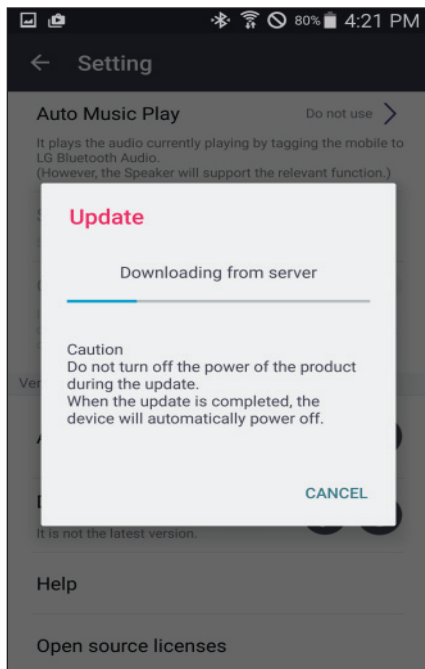 80% 4:21 PM
Setting
Auto Music Play
Do not use
It plays the audio currently playing by tagging the mobile to
LG Bluetooth Audio.
(However, the Speaker will support the relevant function.)
Update
Downloading from server
Caution
Do not turn off the power of the product
during the update.
When the update is completed, the
device will automatically power off.
CANCEL
It is not the latest version.
Help
Open source licenses